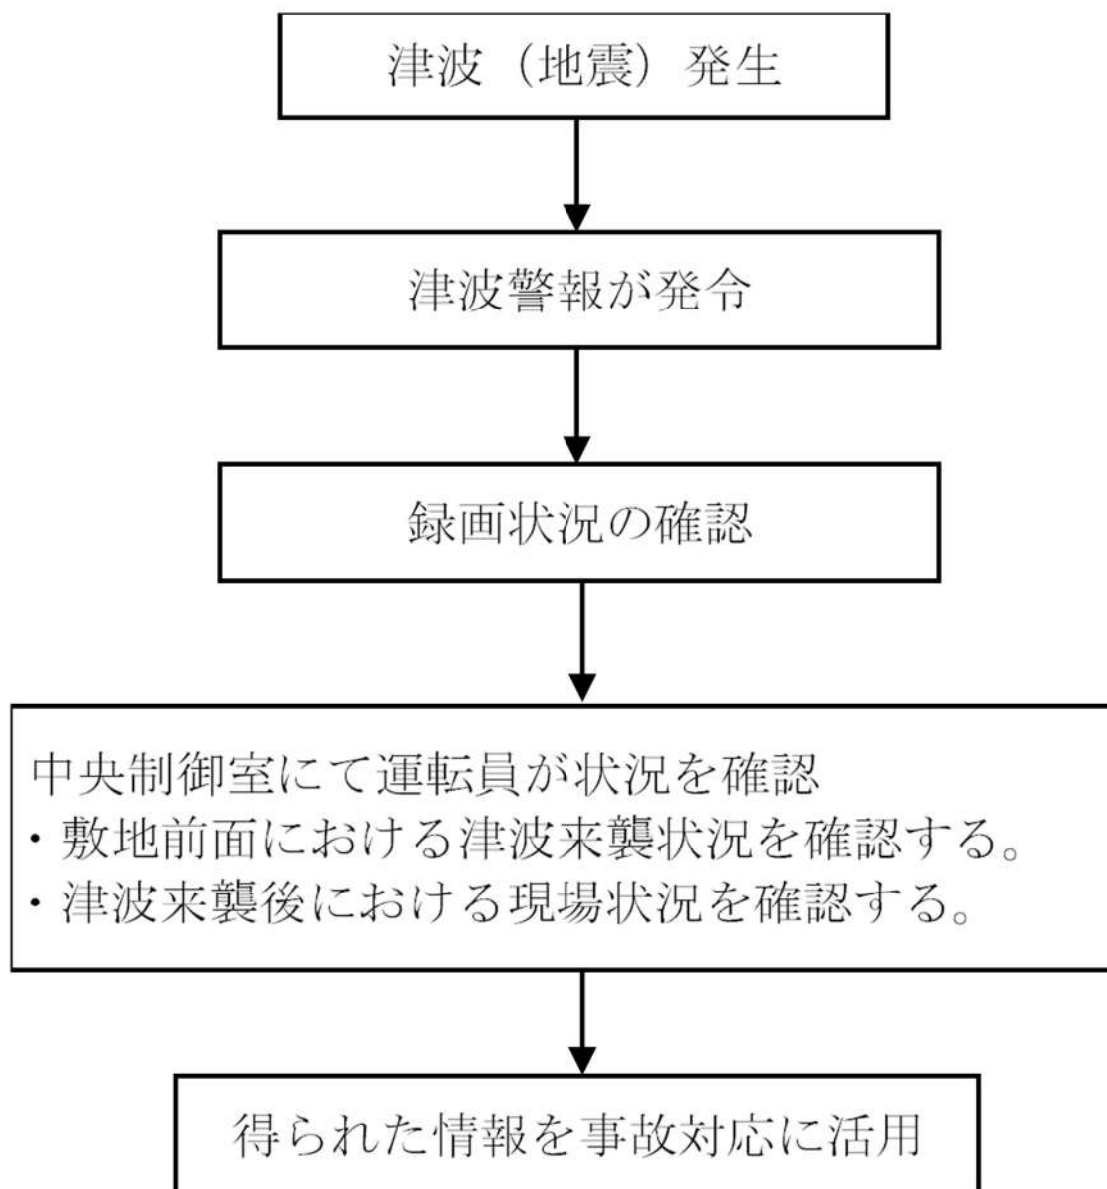 津波（地震）発生
津波警報が発令
録画状況の確認
中央制御室にて運転員が状況を確認
・敷地前面における津波来襲状況を確認する。
・津波来襲後における現場状況を確認する。
得られた情報を事故対応に活用